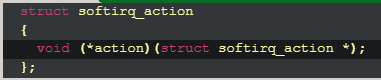 struct softirq_action
{
  void (*action)(struct softirq_action *);
};